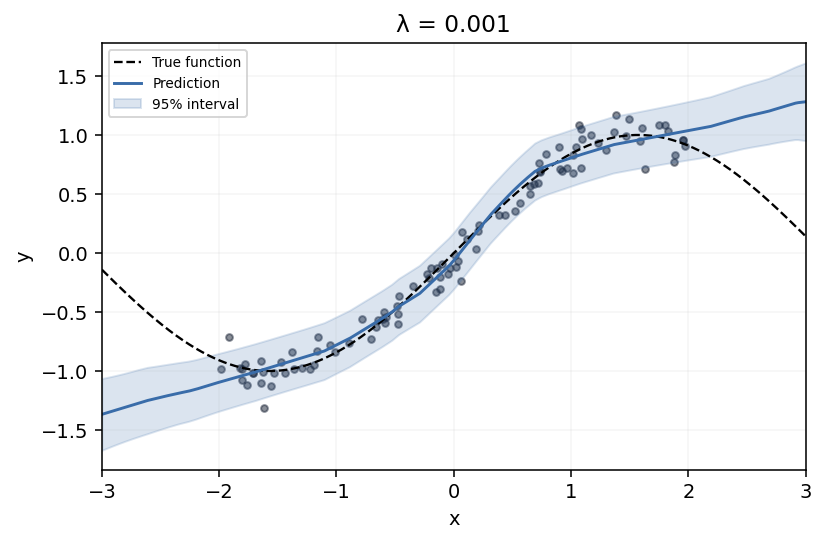 λ = 0.001
True function
Prediction
95% interval
y
1.5
1.0
0.5
0.0
−0.5
−1.0
−1.5
−3 −2 −1 0 1 2 3
x